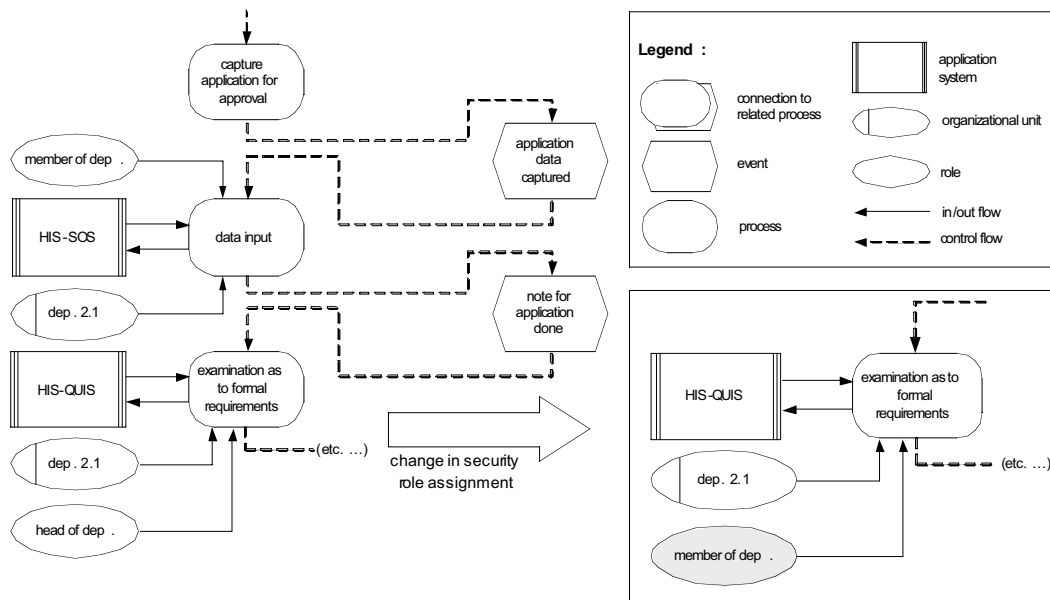 capture
application for
approval
member of dep .
HIS-SOS
data input
dep . 2.1
application
data
captured
note for
application
done
HIS-QUIS
examination as
to formal
requirements
dep . 2.1
head of dep .
(etc. ...)
change in security
role assignment
Legend :
connection to
related process
event
process
application
system
organizational unit
role
in/out flow
control flow
HIS-QUIS
examination as to
formal
requirements
dep . 2.1
(etc. ...)
member of dep .